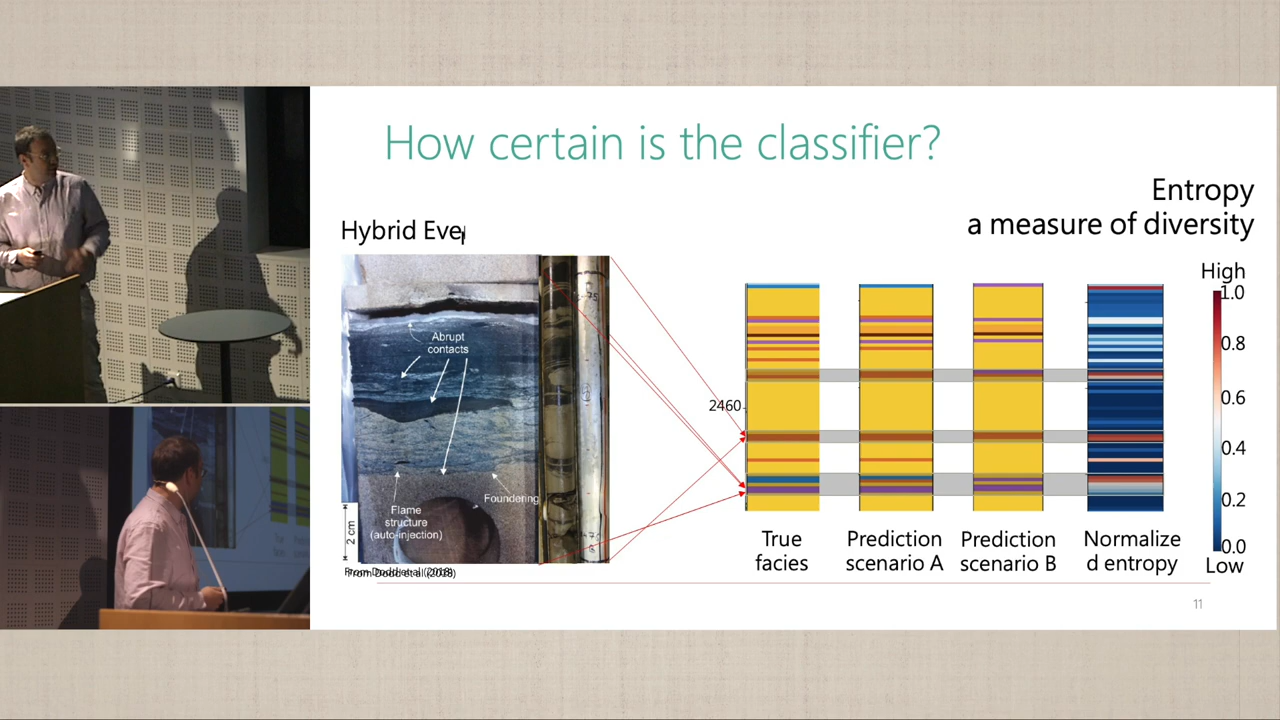 How certain is the classifier?
Entropy
a measure of diversity
Hybrid Eve
High
1.0
0.8
0.6
0.4
0.2
0.0
Low
Abrupt
contacts
Foundering
Flame
structure
(auto-injection)
2 cm
2460
True
facies
Prediction
scenario A
Prediction
scenario B
Normalize
d entropy
From Dodd et al.(2018)
11